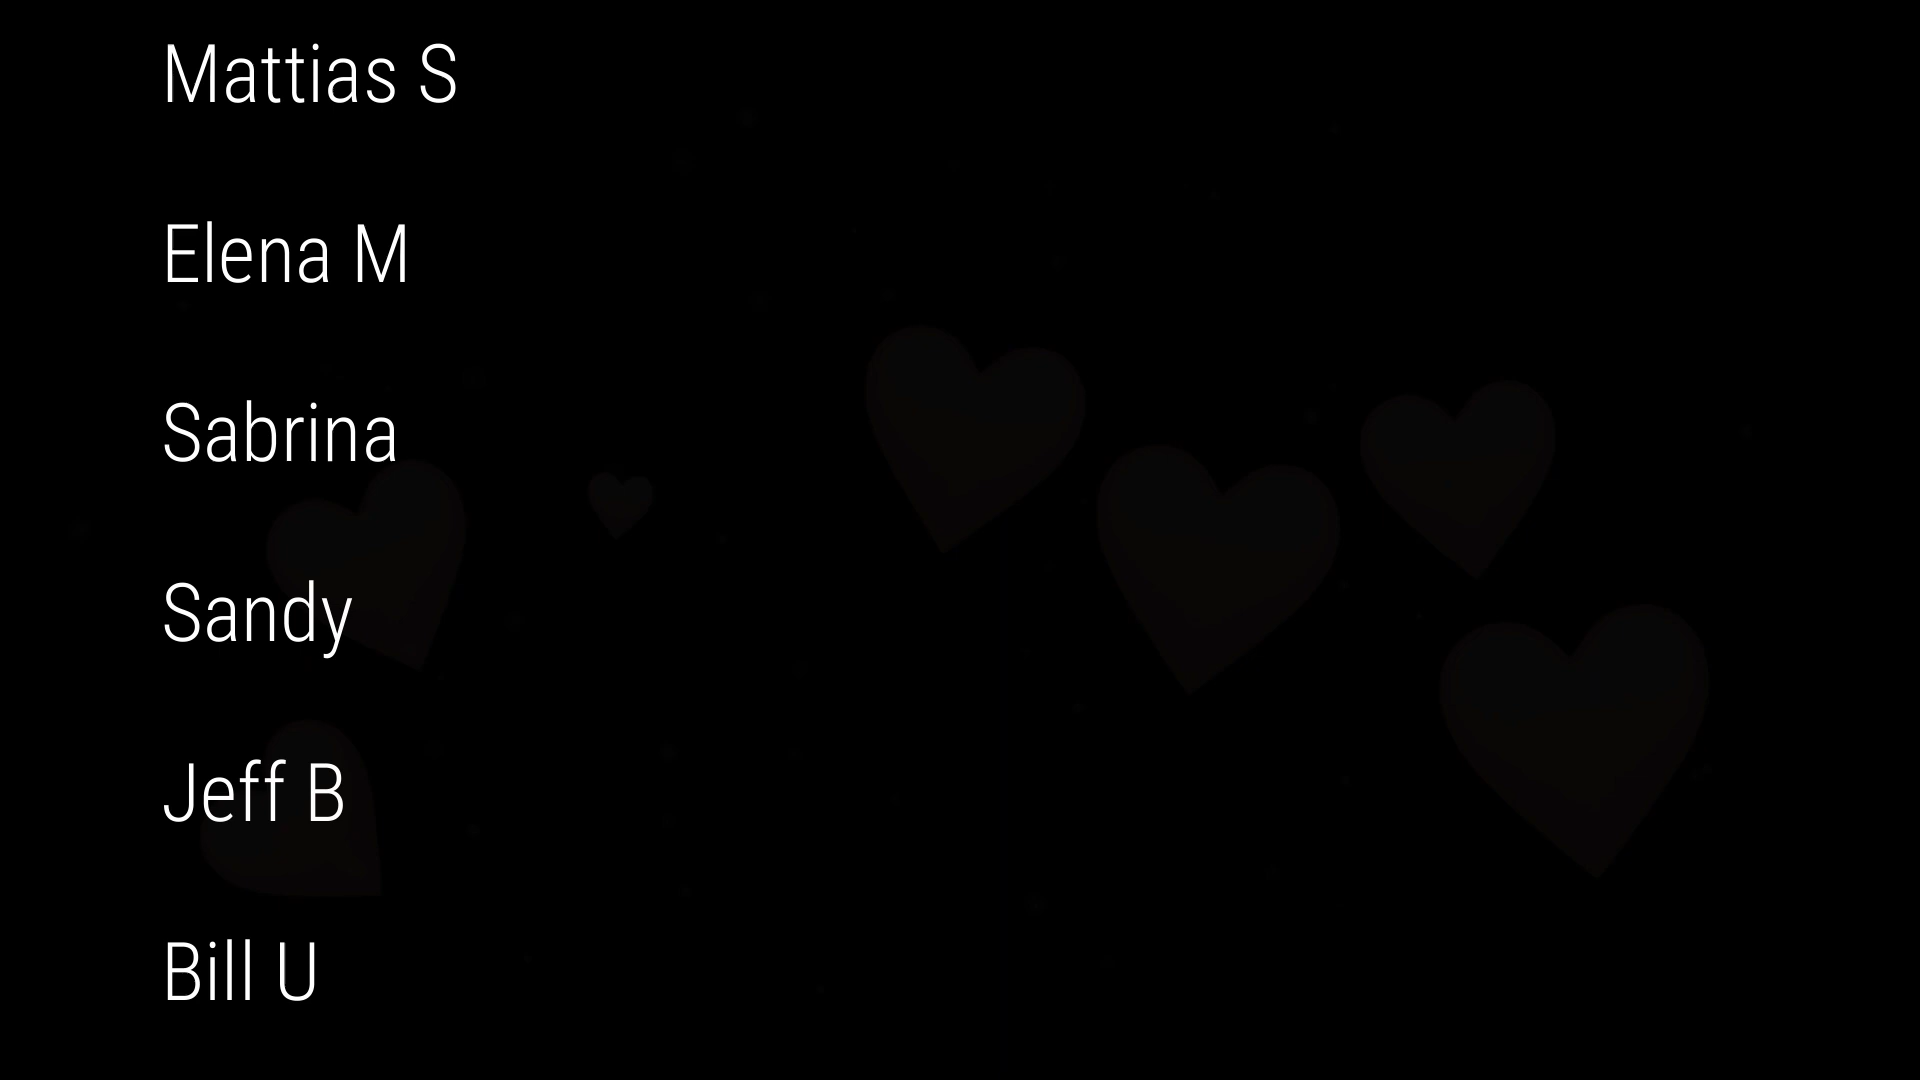 Mattias S
Elena M
Sabrina
Sandy
Jeff B
Bill U